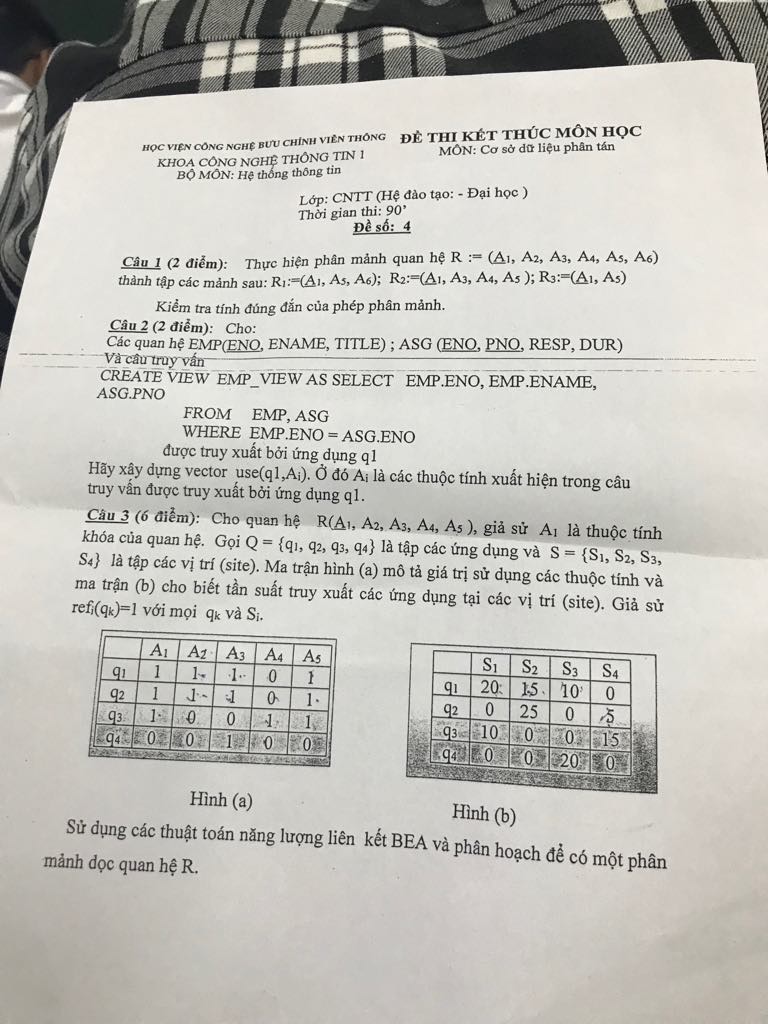 HỌC VIỆN CÔNG NGHỆ BƯU CHÍNH VIỄN THÔNG
KHOA CÔNG NGHỆ THÔNG TIN 1
BỘ MÔN: Hệ thống thông tin
ĐỀ THI KẾT THÚC MÔN HỌC
MÔN: Cơ sở dữ liệu phân tán
Lớp: CNTT (Hệ đào tạo: - Đại học )
Thời gian thi: 90’
Đề số: 4
Câu 1 (2 điểm): Thực hiện phân mảnh quan hệ R := (A1, A2, A3, A4, A5, A6)
thành tập các mảnh sau: R1:=(A1, A5, A6); R2:=(A1, A3, A4, A5 ); R3:=(A1, A5)
Kiểm tra tính đúng đắn của phép phân mảnh.
Câu 2 (2 điểm): Cho:
Các quan hệ EMP(ENO, ENAME, TITLE) ; ASG (ENO, PNO, RESP, DUR)
Và câu truy vấn
CREATE VIEW EMP_VIEW AS SELECT EMP.ENO, EMP.ENAME,
ASG.PNO
FROM EMP, ASG
WHERE EMP.ENO = ASG.ENO
được truy xuất bởi ứng dụng q1
Hãy xây dựng vector use(q1,Ai). Ở đó Ai là các thuộc tính xuất hiện trong câu
truy vấn được truy xuất bởi ứng dụng q1.
Câu 3 (6 điểm): Cho quan hệ R(A1, A2, A3, A4, A5 ), giả sử A1 là thuộc tính
khóa của quan hệ. Gọi Q = {q1, q2, q3, q4} là tập các ứng dụng và S = {S1, S2, S3,
S4} là tập các vị trí (site). Ma trận hình (a) mô tả giá trị sử dụng các thuộc tính và
ma trận (b) cho biết tần suất truy xuất các ứng dụng tại các vị trí (site). Giả sử
refi(qk)=1 với mọi qk và Si.
A1 A2 A3 A4 A5
q1 1 1 1 0 1
q2 1 1 1 0 1
q3 1 0 0 1 1
q4 0 0 1 0 0
Hình (a)
S1 S2 S3 S4
q1 20 15 10 0
q2 0 25 0 5
q3 10 0 0 15
q4 0 0 20 0
Hình (b)
Sử dụng các thuật toán năng lượng liên kết BEA và phân hoạch để có một phân
mảnh dọc quan hệ R.